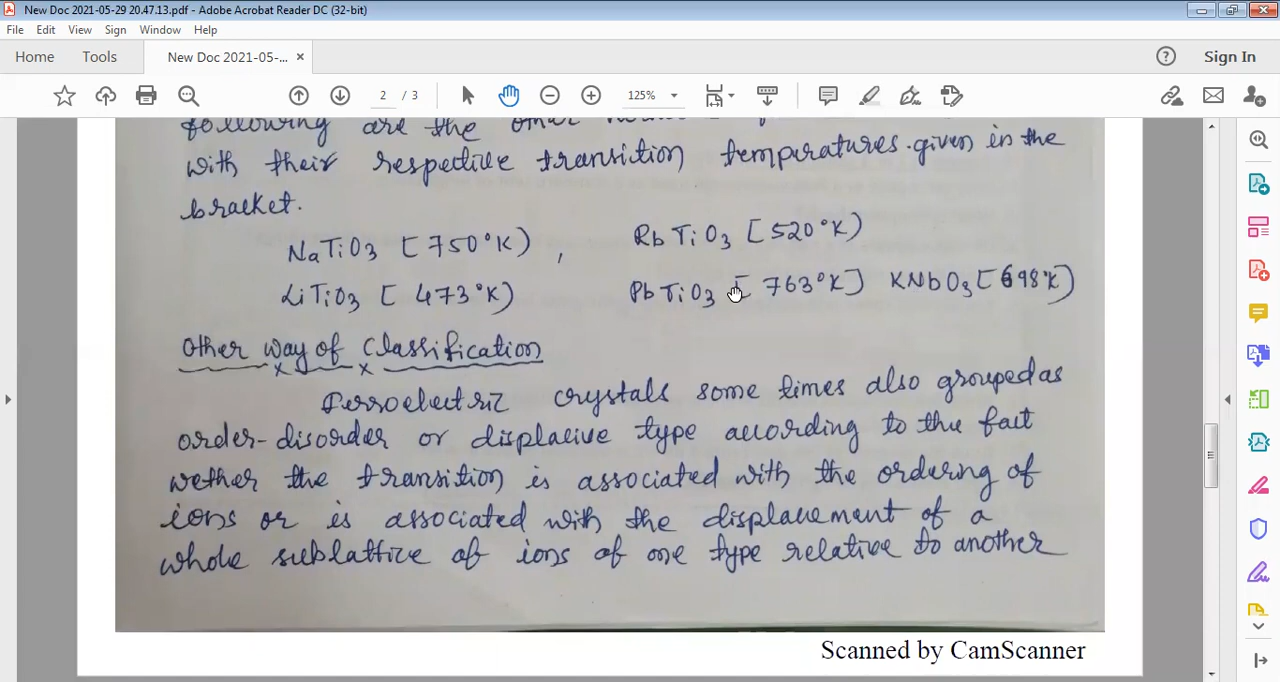 New Doc 2021-05-29 20.47.13.pdf - Adobe Acrobat Reader DC (32-bit)
File Edit View Sign Window Help
Home Tools New Doc 2021-05-... × Sign In
2 / 3 125%
following are the other
with their respective transition temperatures. given in the
bracket.
NaTiO3 [750°K) , RbTiO3 [520°K)
LiTiO3 [ 473°K) PbTiO3 [ 763°K] KNbO3 [698°K)
Other way of classification
Ferroelectric crystals some times also grouped as
order-disorder or displacive type according to the fact
wether the transition is associated with the ordering of
ions or is associated with the displacement of a
whole sublattice of ions of one type relative to another
Scanned by CamScanner